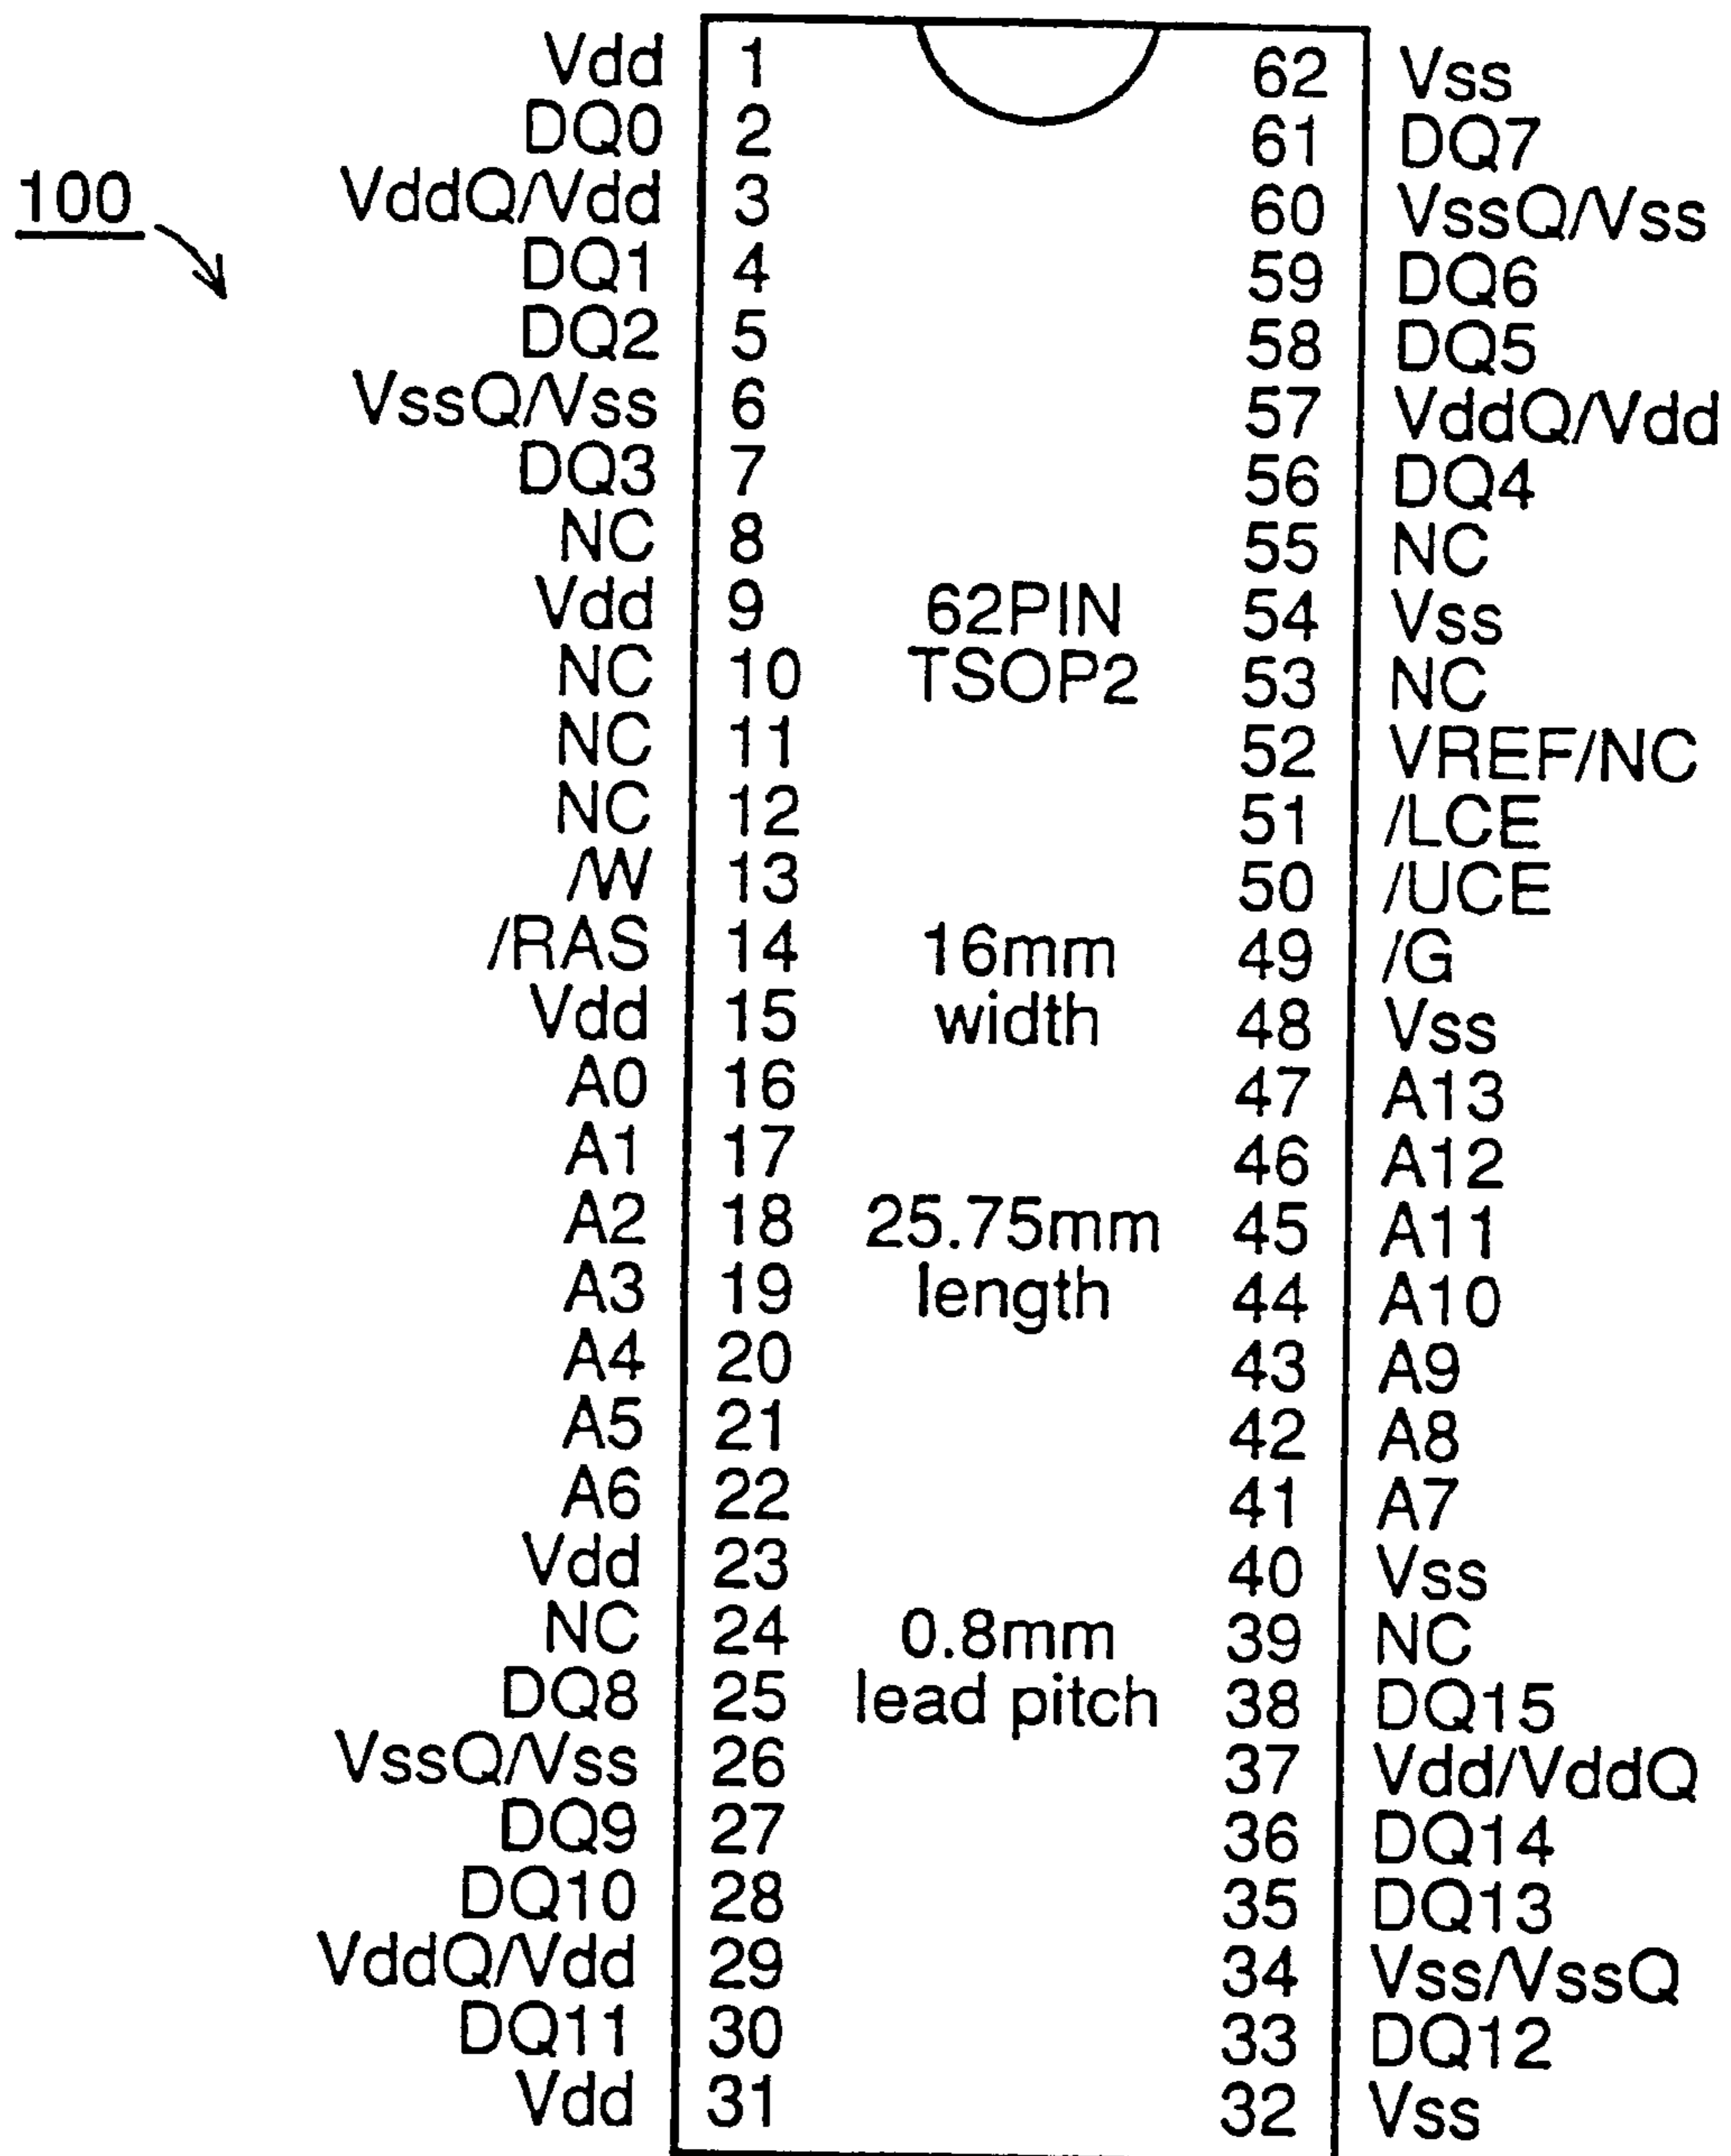 Vdd 1 62 Vss
DQ0 2 61 DQ7
100
VddQ/Vdd 3 60 VssQ/Vss
DQ1 4 59 DQ6
DQ2 5 58 DQ5
VssQ/Vss 6 57 VddQ/Vdd
DQ3 7 56 DQ4
NC 8 55 NC
Vdd 9 62PIN 54 Vss
NC 10 TSOP2 53 NC
NC 11 52 VREF/NC
NC 12 51 /LCE
/W 13 50 /UCE
/RAS 14 16mm 49 /G
Vdd 15 width 48 Vss
A0 16 47 A13
A1 17 46 A12
A2 18 25.75mm 45 A11
A3 19 length 44 A10
A4 20 43 A9
A5 21 42 A8
A6 22 41 A7
Vdd 23 40 Vss
NC 24 0.8mm 39 NC
DQ8 25 lead pitch 38 DQ15
VssQ/Vss 26 37 Vdd/VddQ
DQ9 27 36 DQ14
DQ10 28 35 DQ13
VddQ/Vdd 29 34 Vss/VssQ
DQ11 30 33 DQ12
Vdd 31 32 Vss